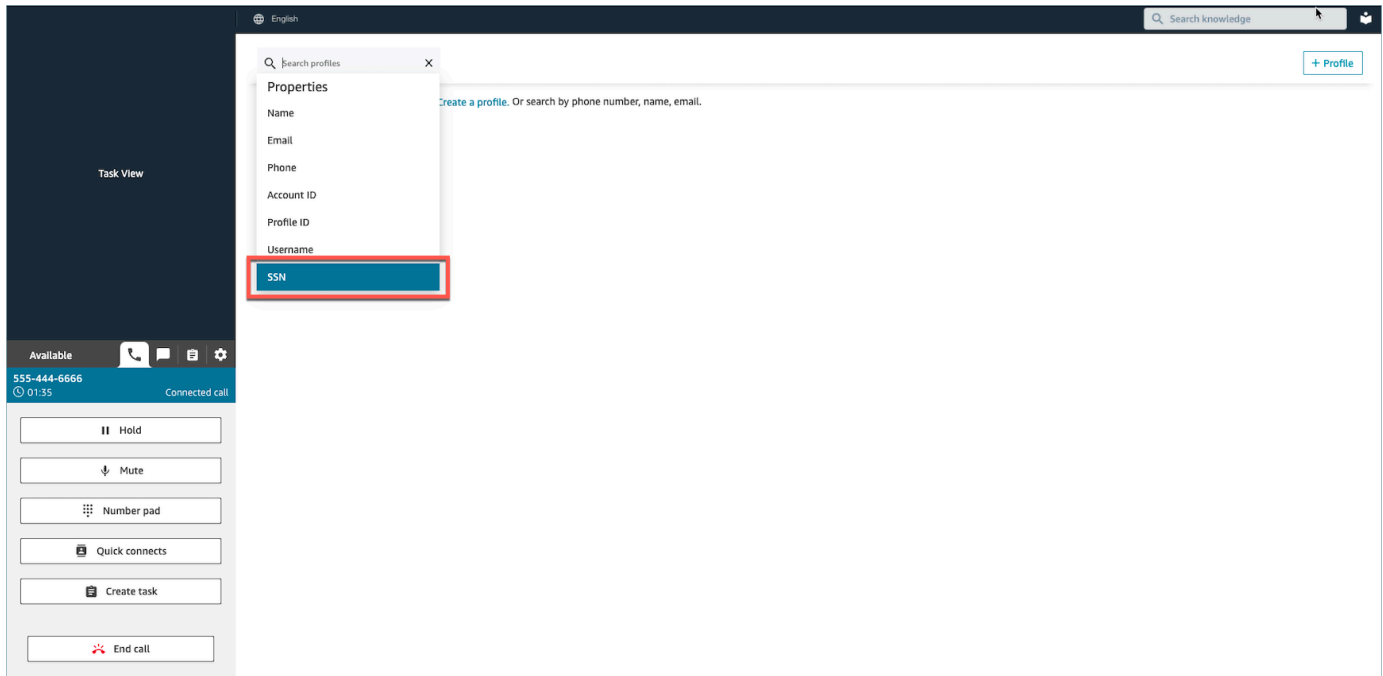 English
Search knowledge
Search profiles
+ Profile
Properties
Create a profile. Or search by phone number, name, email.
Name
Email
Phone
Account ID
Profile ID
Username
SSN
Task View
Available
555-444-6666
01:35 Connected call
Hold
Mute
Number pad
Quick connects
Create task
End call